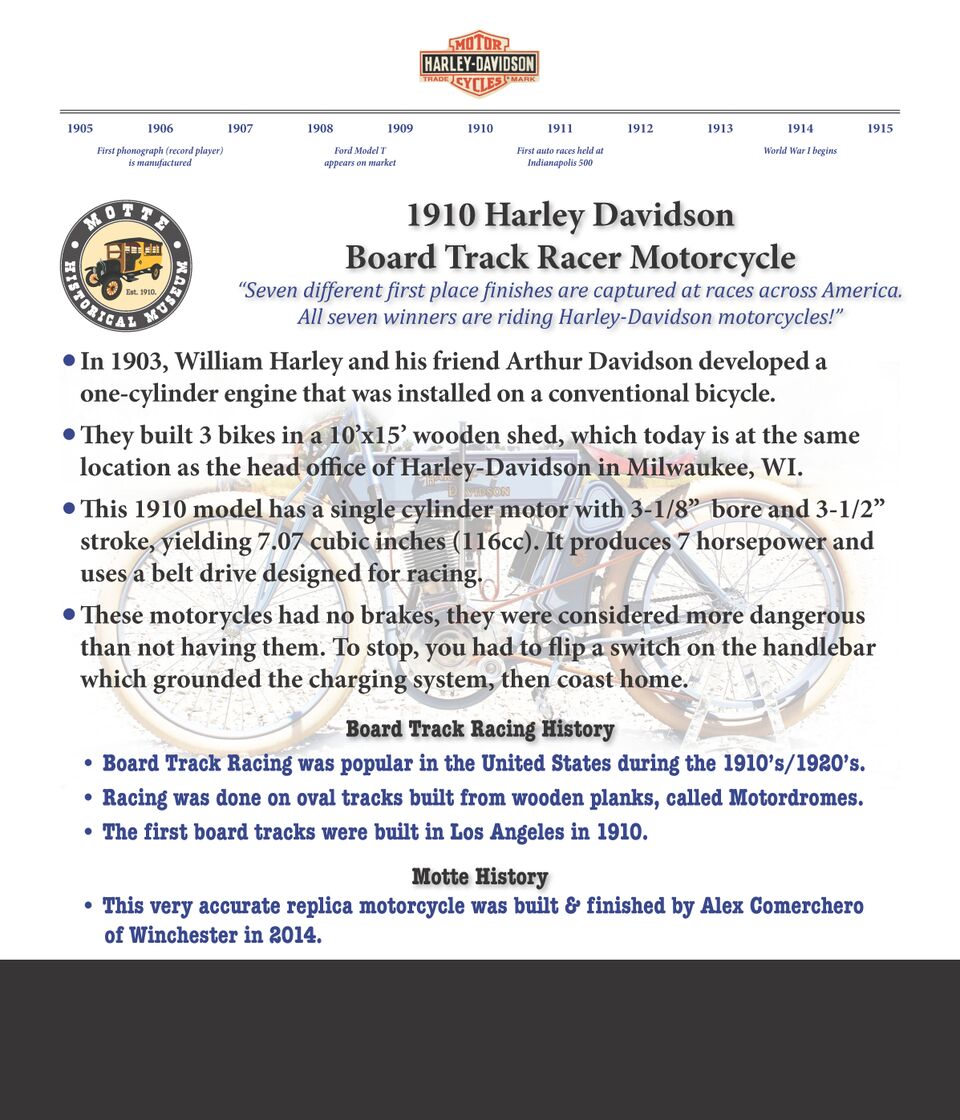 MOTOR
HARLEY-DAVIDSON
TRADE MARK
CYCLES
1905 1906 1907 1908 1909 1910 1911 1912 1913 1914 1915
First phonograph (record player)
is manufactured
Ford Model T
appears on market
First auto races held at
Indianapolis 500
World War I begins
MOTTE
HISTORICAL MUSEUM
Est. 1910.
1910 Harley Davidson
Board Track Racer Motorcycle
“Seven different first place finishes are captured at races across America.
All seven winners are riding Harley-Davidson motorcycles!”
• In 1903, William Harley and his friend Arthur Davidson developed a
one-cylinder engine that was installed on a conventional bicycle.
• They built 3 bikes in a 10’x15’ wooden shed, which today is at the same
location as the head office of Harley-Davidson in Milwaukee, WI.
• This 1910 model has a single cylinder motor with 3-1/8” bore and 3-1/2”
stroke, yielding 7.07 cubic inches (116cc). It produces 7 horsepower and
uses a belt drive designed for racing.
• These motorycles had no brakes, they were considered more dangerous
than not having them. To stop, you had to flip a switch on the handlebar
which grounded the charging system, then coast home.
Board Track Racing History
• Board Track Racing was popular in the United States during the 1910’s/1920’s.
• Racing was done on oval tracks built from wooden planks, called Motordromes.
• The first board tracks were built in Los Angeles in 1910.
Motte History
• This very accurate replica motorcycle was built & finished by Alex Comerchero
of Winchester in 2014.